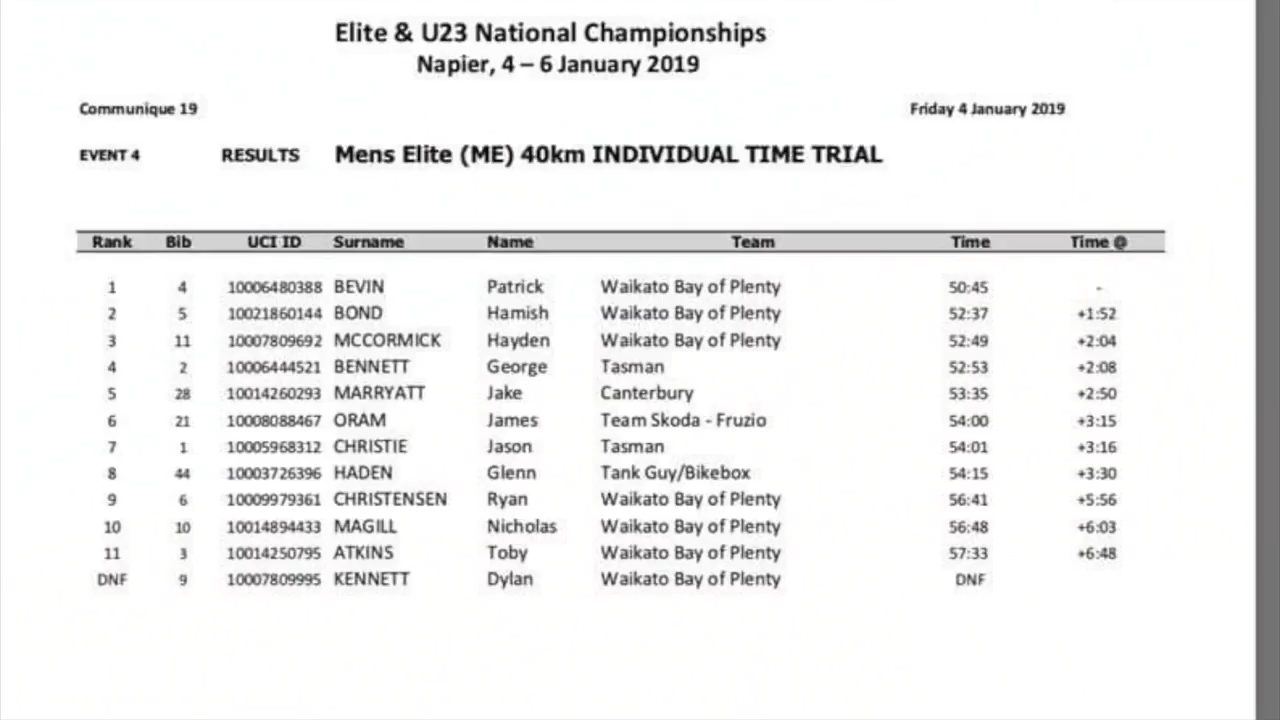 Elite & U23 National Championships
Napier, 4 – 6 January 2019
Communique 19 Friday 4 January 2019
EVENT 4 RESULTS Mens Elite (ME) 40km INDIVIDUAL TIME TRIAL
Rank Bib UCI ID Surname Name Team Time Time @
1 4 10006480388 BEVIN Patrick Waikato Bay of Plenty 50:45 -
2 5 10021860144 BOND Hamish Waikato Bay of Plenty 52:37 +1:52
3 11 10007809692 MCCORMICK Hayden Waikato Bay of Plenty 52:49 +2:04
4 2 10006444521 BENNETT George Tasman 52:53 +2:08
5 28 10014260293 MARRYATT Jake Canterbury 53:35 +2:50
6 21 10008088467 ORAM James Team Skoda - Fruzio 54:00 +3:15
7 1 10005968312 CHRISTIE Jason Tasman 54:01 +3:16
8 44 10003726396 HADEN Glenn Tank Guy/Bikebox 54:15 +3:30
9 6 10009979361 CHRISTENSEN Ryan Waikato Bay of Plenty 56:41 +5:56
10 10 10014894433 MAGILL Nicholas Waikato Bay of Plenty 56:48 +6:03
11 3 10014250795 ATKINS Toby Waikato Bay of Plenty 57:33 +6:48
DNF 9 10007809995 KENNETT Dylan Waikato Bay of Plenty DNF